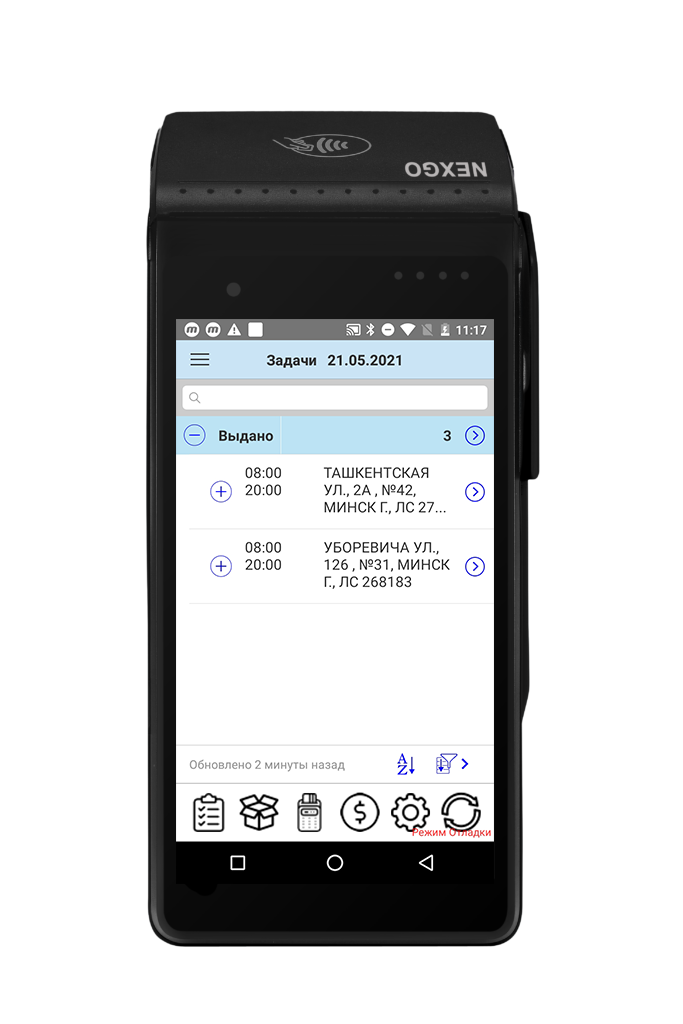 NEXGO
11:17
Задачи 21.05.2021
Выдано 3
08:00
20:00
ТАШКЕНТСКАЯ
УЛ., 2А , №42,
МИНСК Г., ЛС 27...
08:00
20:00
УБОРЕВИЧА УЛ.,
126 , №31, МИНСК
Г., ЛС 268183
Обновлено 2 минуты назад
A
Z
Режим Отладки